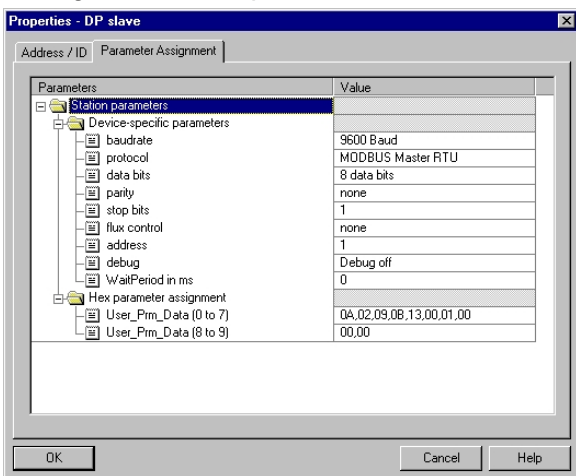 Properties - DP slave
Address / ID Parameter Assignment
Parameters Value
Station parameters
Device-specific parameters
baudrate 9600 Baud
protocol MODBUS Master RTU
data bits 8 data bits
parity none
stop bits 1
flux control none
address 1
debug Debug off
WaitPeriod in ms 0
Hex parameter assignment
User_Prm_Data (0 to 7) 0A,02,09,0B,13,00,01,00
User_Prm_Data (8 to 9) 00,00
OK Cancel Help